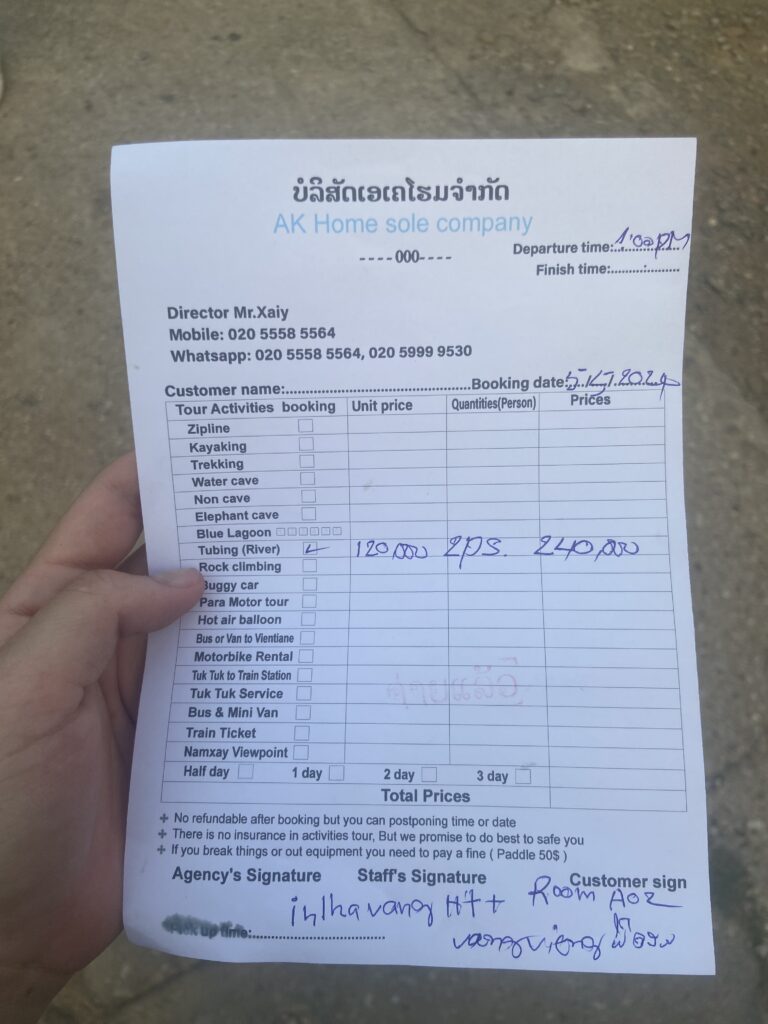 ບໍລິສັດເອເຄໂຮມຈຳກັດ
AK Home sole company
----000----
Departure time:1:00 PM
Finish time:.........:.........
Director Mr.Xaiy
Mobile: 020 5558 5564
Whatsapp: 020 5558 5564, 020 5999 9530
Customer name:..............................................Booking date:
Tour Activities booking Unit price Quantities(Person) Prices
Zipline
Kayaking
Trekking
Water cave
Non cave
Elephant cave
Blue Lagoon
Tubing (River) 120,000 2ps. 240,000
Rock climbing
Buggy car
Para Motor tour
Hot air balloon
Bus or Van to Vientiane
Motorbike Rental
Tuk Tuk to Train Station
Tuk Tuk Service
Bus & Mini Van
Train Ticket
Namxay Viewpoint
Half day 1 day 2 day 3 day
Total Prices
No refundable after booking but you can postponing time or date
There is no insurance in activities tour, But we promise to do best to safe you
If you break things or out equipment you need to pay a fine ( Paddle 50$ )
Agency's Signature Staff's Signature Customer sign
Room A02
Pick up time:..................................